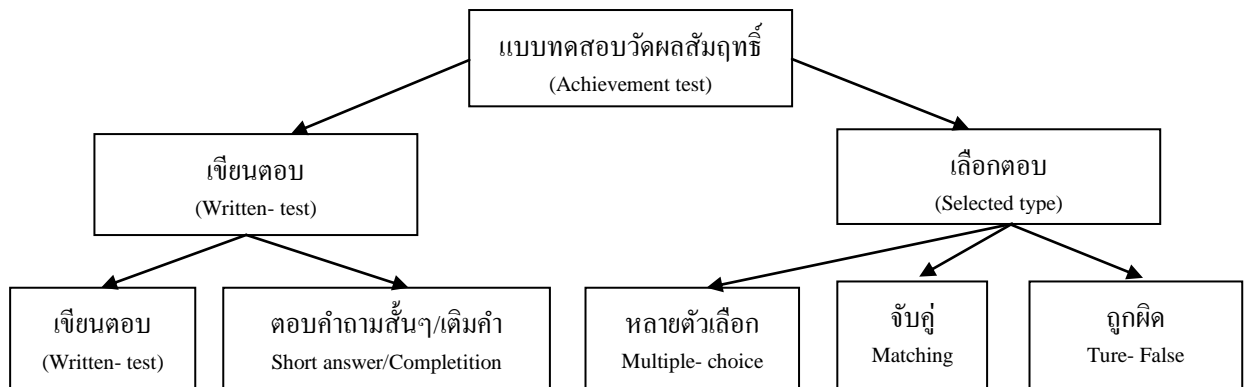 แบบทดสอบวัดผลสัมฤทธิ์
(Achievement test)
เขียนตอบ
(Written- test)
เลือกตอบ
(Selected type)
เขียนตอบ
(Written- test)
ตอบคำถามสั้นๆ/เติมคำ
Short answer/Completition
หลายตัวเลือก
Multiple- choice
จับคู่
Matching
ถูกผิด
Ture- False